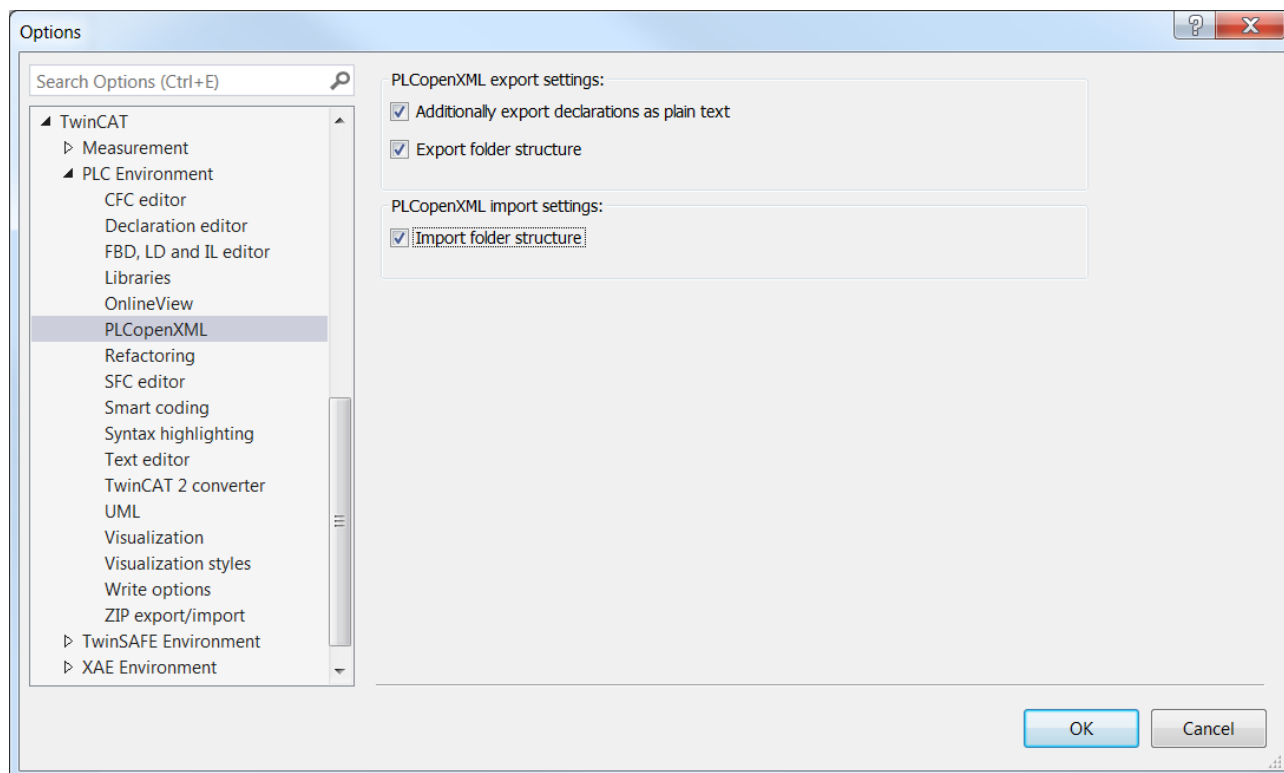 Options
Search Options (Ctrl+E)
TwinCAT
Measurement
PLC Environment
CFC editor
Declaration editor
FBD, LD and IL editor
Libraries
OnlineView
PLCopenXML
Refactoring
SFC editor
Smart coding
Syntax highlighting
Text editor
TwinCAT 2 converter
UML
Visualization
Visualization styles
Write options
ZIP export/import
TwinSAFE Environment
XAE Environment
PLCopenXML export settings:
Additionally export declarations as plain text
Export folder structure
PLCopenXML import settings:
Import folder structure
OK
Cancel